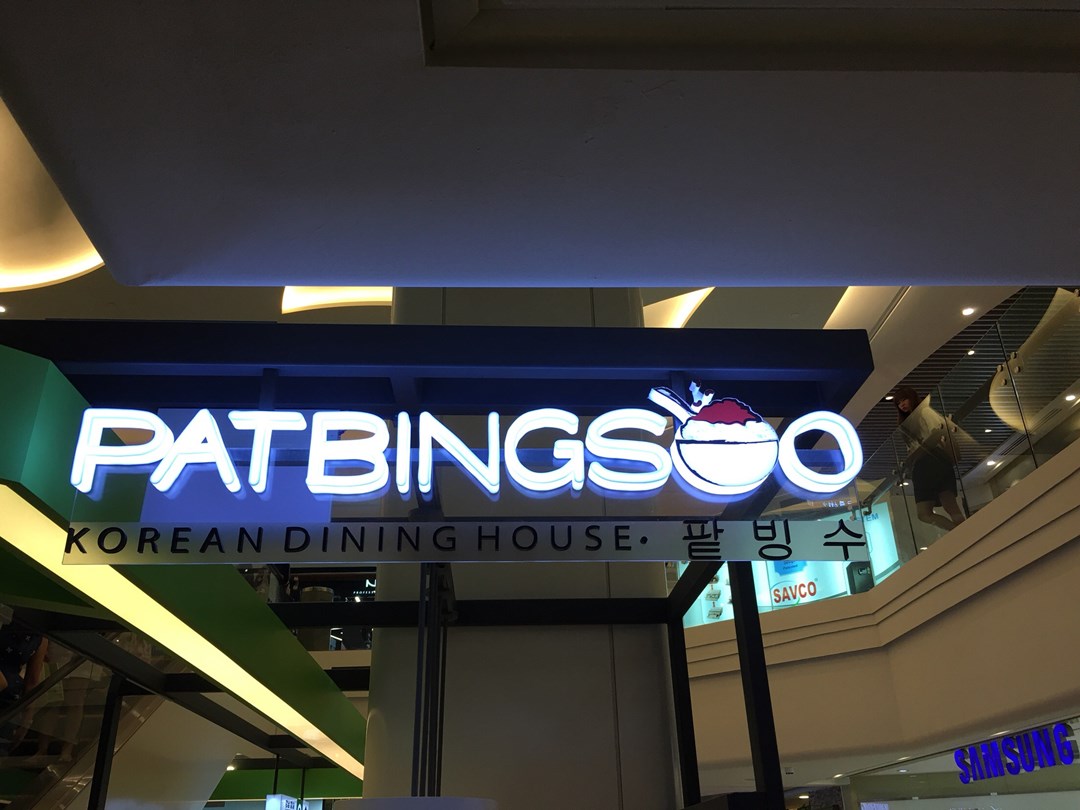 PATBINGSOO
KOREAN DINING HOUSE • 팥 빙 수
SAVCO
SAMSUNG